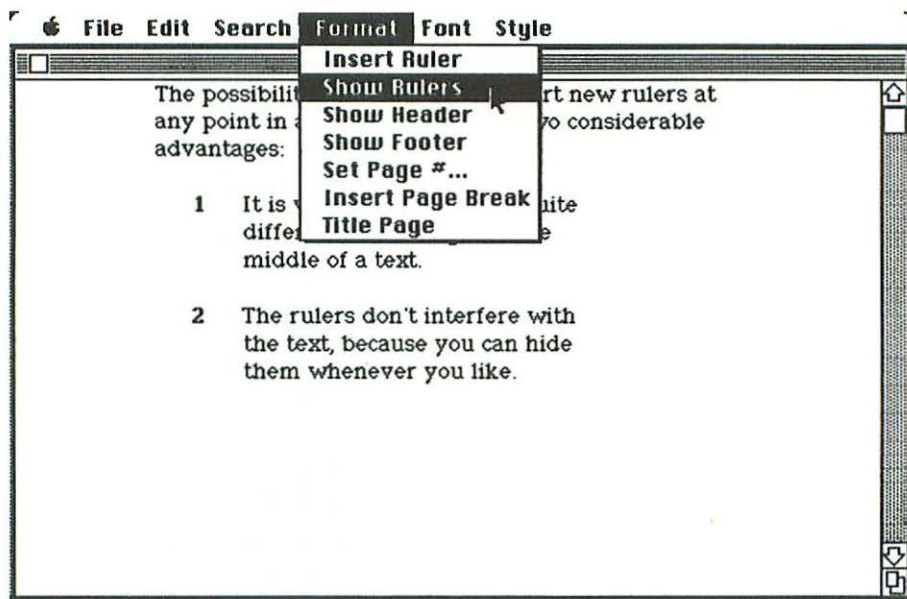 File Edit Search Format Font Style
Insert Ruler
Show Rulers
Show Header
Show Footer
Set Page #...
Insert Page Break
Title Page
The possibilit rt new rulers at
any point in vo considerable
advantages:
1 It is uite
diffe e
middle of a text.
2 The rulers don't interfere with
the text, because you can hide
them whenever you like.